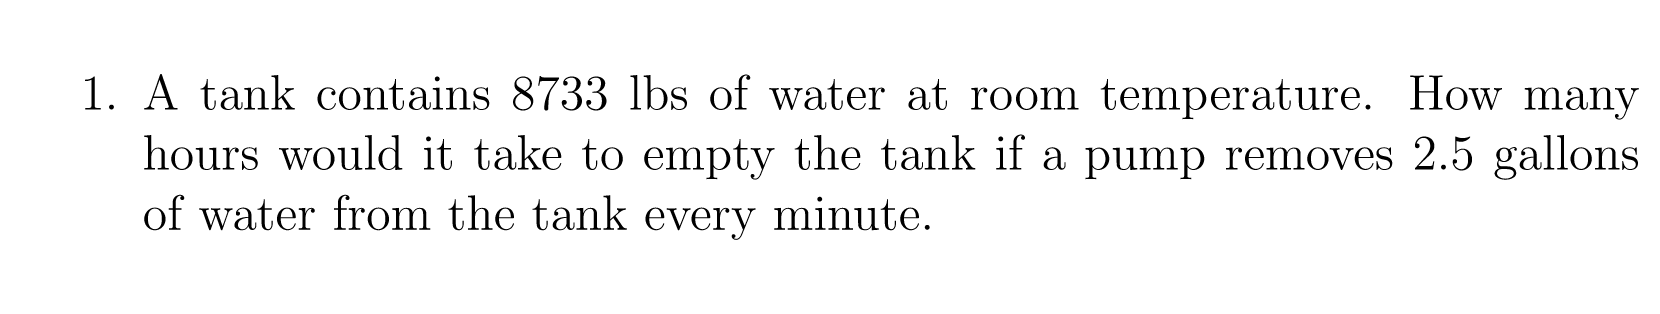 1. A tank contains 8733 lbs of water at room temperature. How many
hours would it take to empty the tank if a pump removes 2.5 gallons
of water from the tank every minute.